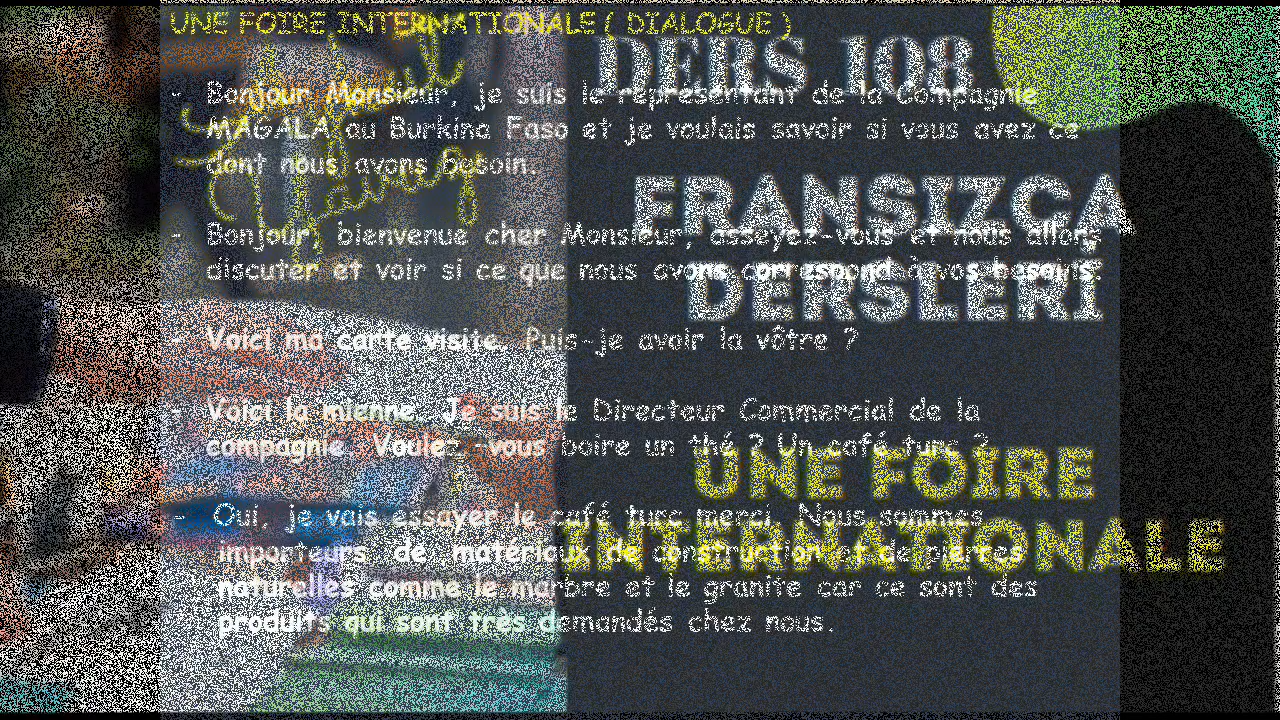 UNE FOIRE INTERNATIONALE ( DIALOGUE )
- Bonjour Monsieur, je suis le représentant de la Compagnie
MAGALA au Burkina Faso et je voulais savoir si vous avez ce
dont nous avons besoin.
- Bonjour, bienvenue cher Monsieur, asseyez-vous et nous allons
discuter et voir si ce que nous avons correspond à vos besoins.
- Voici ma carte visite. Puis-je avoir la vôtre ?
- Voici la mienne. Je suis le Directeur Commercial de la
compagnie. Voulez -vous boire un thé ? Un café turc ?
- Oui, je vais essayer le café turc merci. Nous sommes
importeurs de matériaux de construction et de pierres
naturelles comme le marbre et le granite car ce sont des
produits qui sont très demandés chez nous.
DERS 108
FRANSIZCA
DERSLERİ
UNE FOIRE
INTERNATIONALE